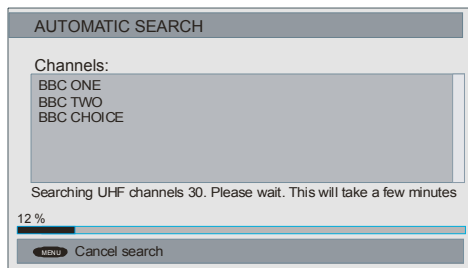 AUTOMATIC SEARCH
Channels:
BBC ONE
BBC TWO
BBC CHOICE
Searching UHF channels 30. Please wait. This will take a few minutes
12 %
MENU Cancel search